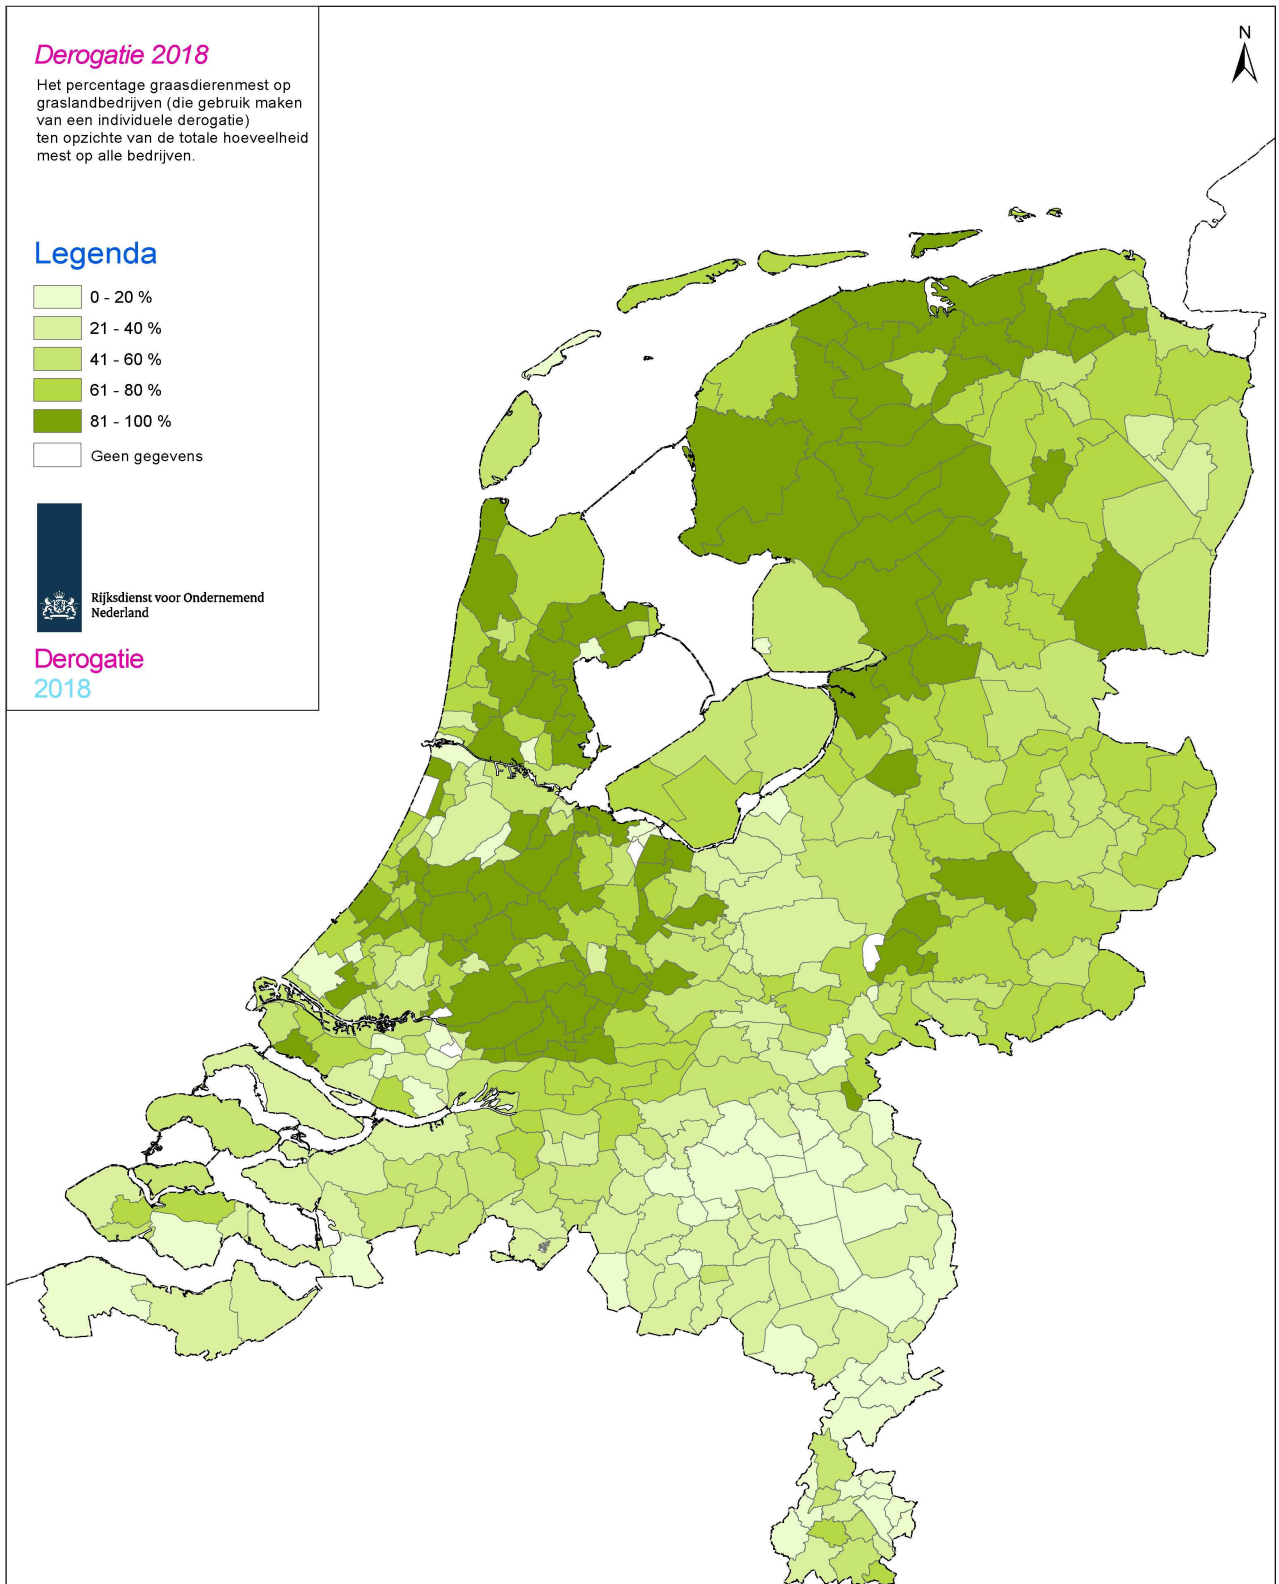 Derogatie 2018
Het percentage graasdierenmest op
graslandbedrijven (die gebruik maken
van een individuele derogatie)
ten opzichte van de totale hoeveelheid
mest op alle bedrijven.
N
Legenda
0 - 20 %
21 - 40 %
41 - 60 %
61 - 80 %
81 - 100 %
Geen gegevens
Rijksdienst voor Ondernemend
Nederland
Derogatie
2018